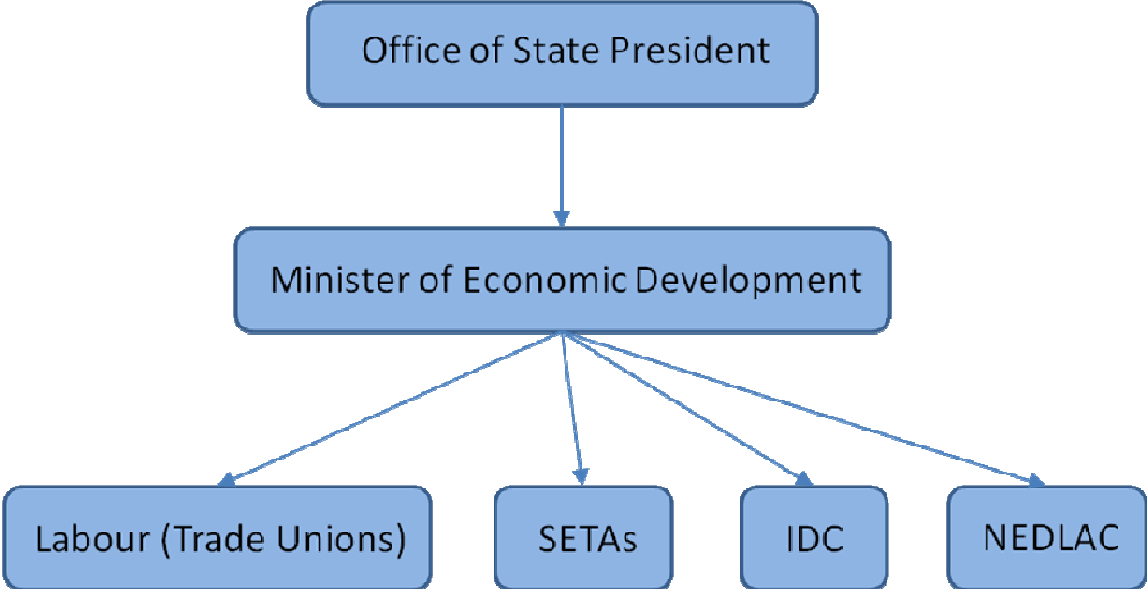 Office of State President
Minister of Economic Development
Labour (Trade Unions)
SETAs
IDC
NEDLAC